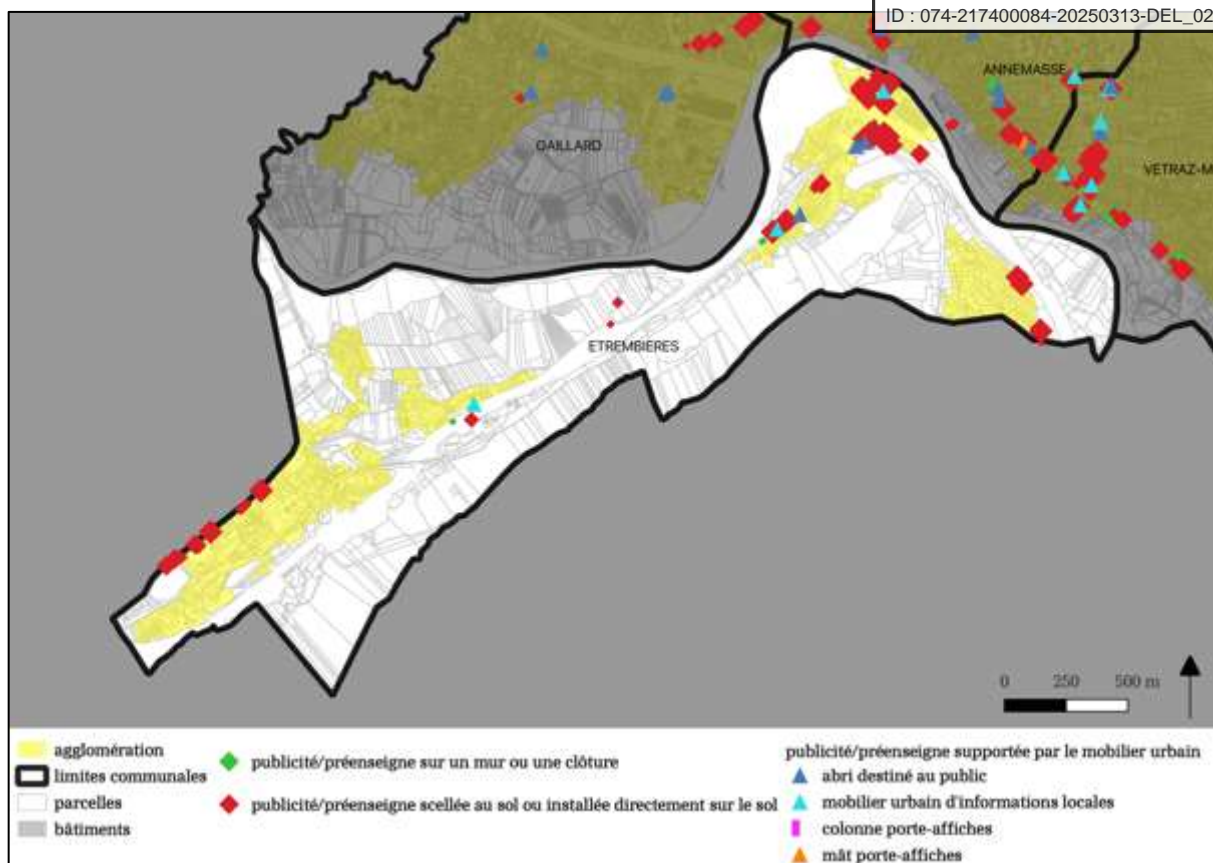 ID : 074-217400084-20250313-DEL_02
ANNEMASSE
GAILLARD
VETRAZ-M
ETREMBIERES
0 250 500 m
agglomération
limites communales
parcelles
bâtiments
publicité/préenseigne sur un mur ou une clôture
publicité/préenseigne scellée au sol ou installée directement sur le sol
publicité/préenseigne supportée par le mobilier urbain
abri destiné au public
mobilier urbain d'informations locales
colonne porte-affiches
mât porte-affiches